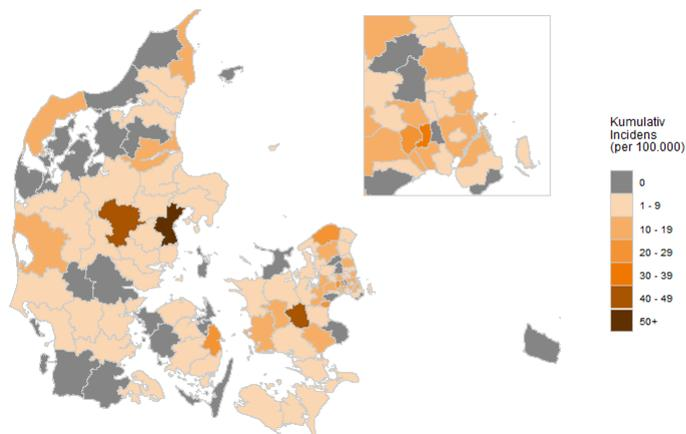 Kumulativ
Incidens
(per 100.000)
0
1 - 9
10 - 19
20 - 29
30 - 39
40 - 49
50+